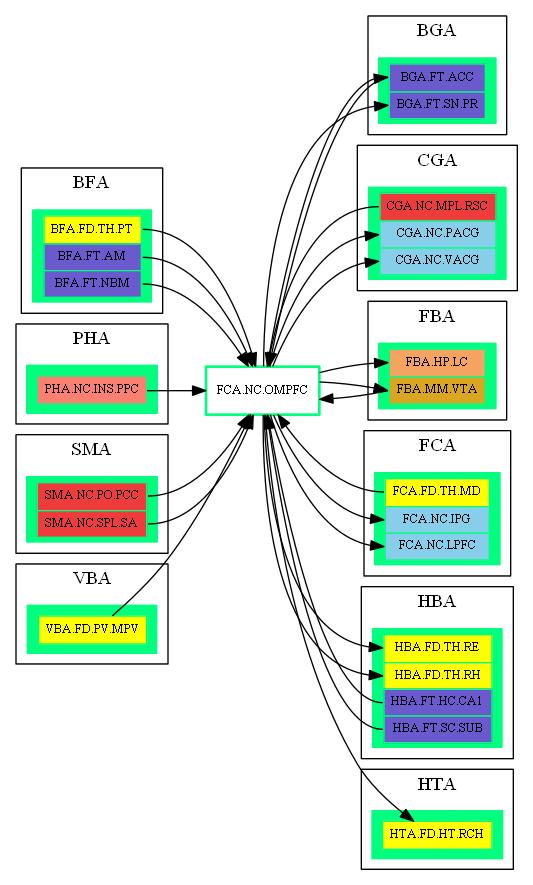 BGA
BGA.FT.ACC
BGA.FT.SN.PR
CGA
CGA.NC.MPL.RSC
CGA.NC.PACG
CGA.NC.VACG
BFA
BFA.FD.TH.PT
BFA.FT.AM
BFA.FT.NBM
PHA
PHA.NC.INS.PPC
FCA.NC.OMPFC
FBA
FBA.HP.LC
FBA.MM.VTA
SMA
SMA.NC.PO.PCC
SMA.NC.SPL.SA
FCA
FCA.FD.TH.MD
FCA.NC.IPG
FCA.NC.LPFC
VBA
VBA.FD.PV.MPV
HBA
HBA.FD.TH.RE
HBA.FD.TH.RH
HBA.FT.HC.CA1
HBA.FT.SC.SUB
HTA
HTA.FD.HT.RCH